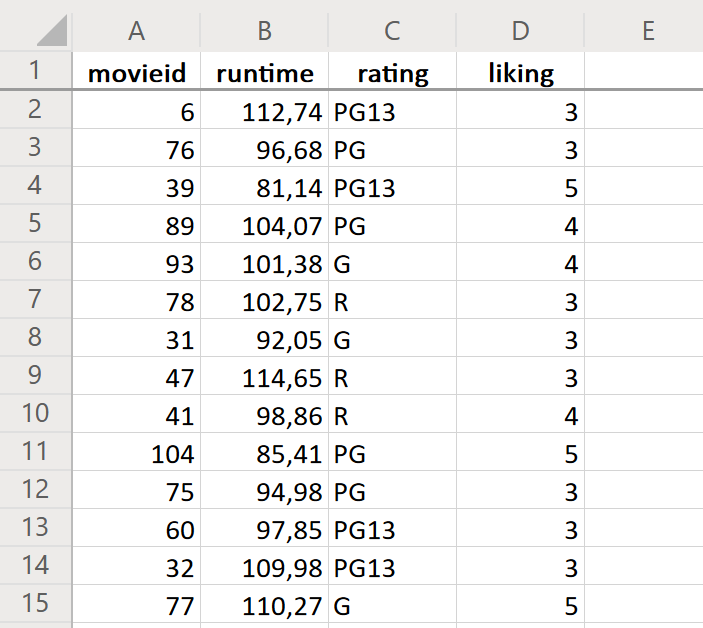 A B C D E
1 movieid runtime rating liking
2 6 112,74 PG13 3
3 76 96,68 PG 3
4 39 81,14 PG13 5
5 89 104,07 PG 4
6 93 101,38 G 4
7 78 102,75 R 3
8 31 92,05 G 3
9 47 114,65 R 3
10 41 98,86 R 4
11 104 85,41 PG 5
12 75 94,98 PG 3
13 60 97,85 PG13 3
14 32 109,98 PG13 3
15 77 110,27 G 5